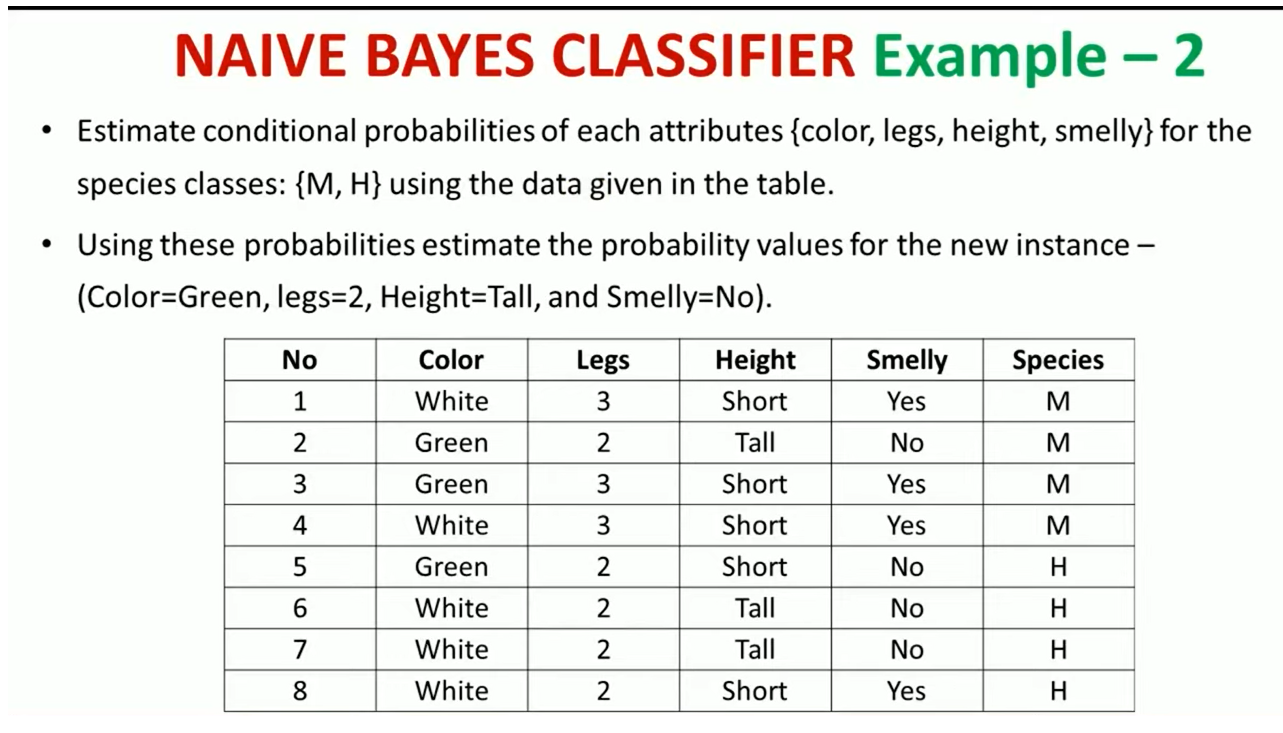 NAIVE BAYES CLASSIFIER Example – 2
• Estimate conditional probabilities of each attributes {color, legs, height, smelly} for the
species classes: {M, H} using the data given in the table.
• Using these probabilities estimate the probability values for the new instance –
(Color=Green, legs=2, Height=Tall, and Smelly=No).
No Color Legs Height Smelly Species
1 White 3 Short Yes M
2 Green 2 Tall No M
3 Green 3 Short Yes M
4 White 3 Short Yes M
5 Green 2 Short No H
6 White 2 Tall No H
7 White 2 Tall No H
8 White 2 Short Yes H